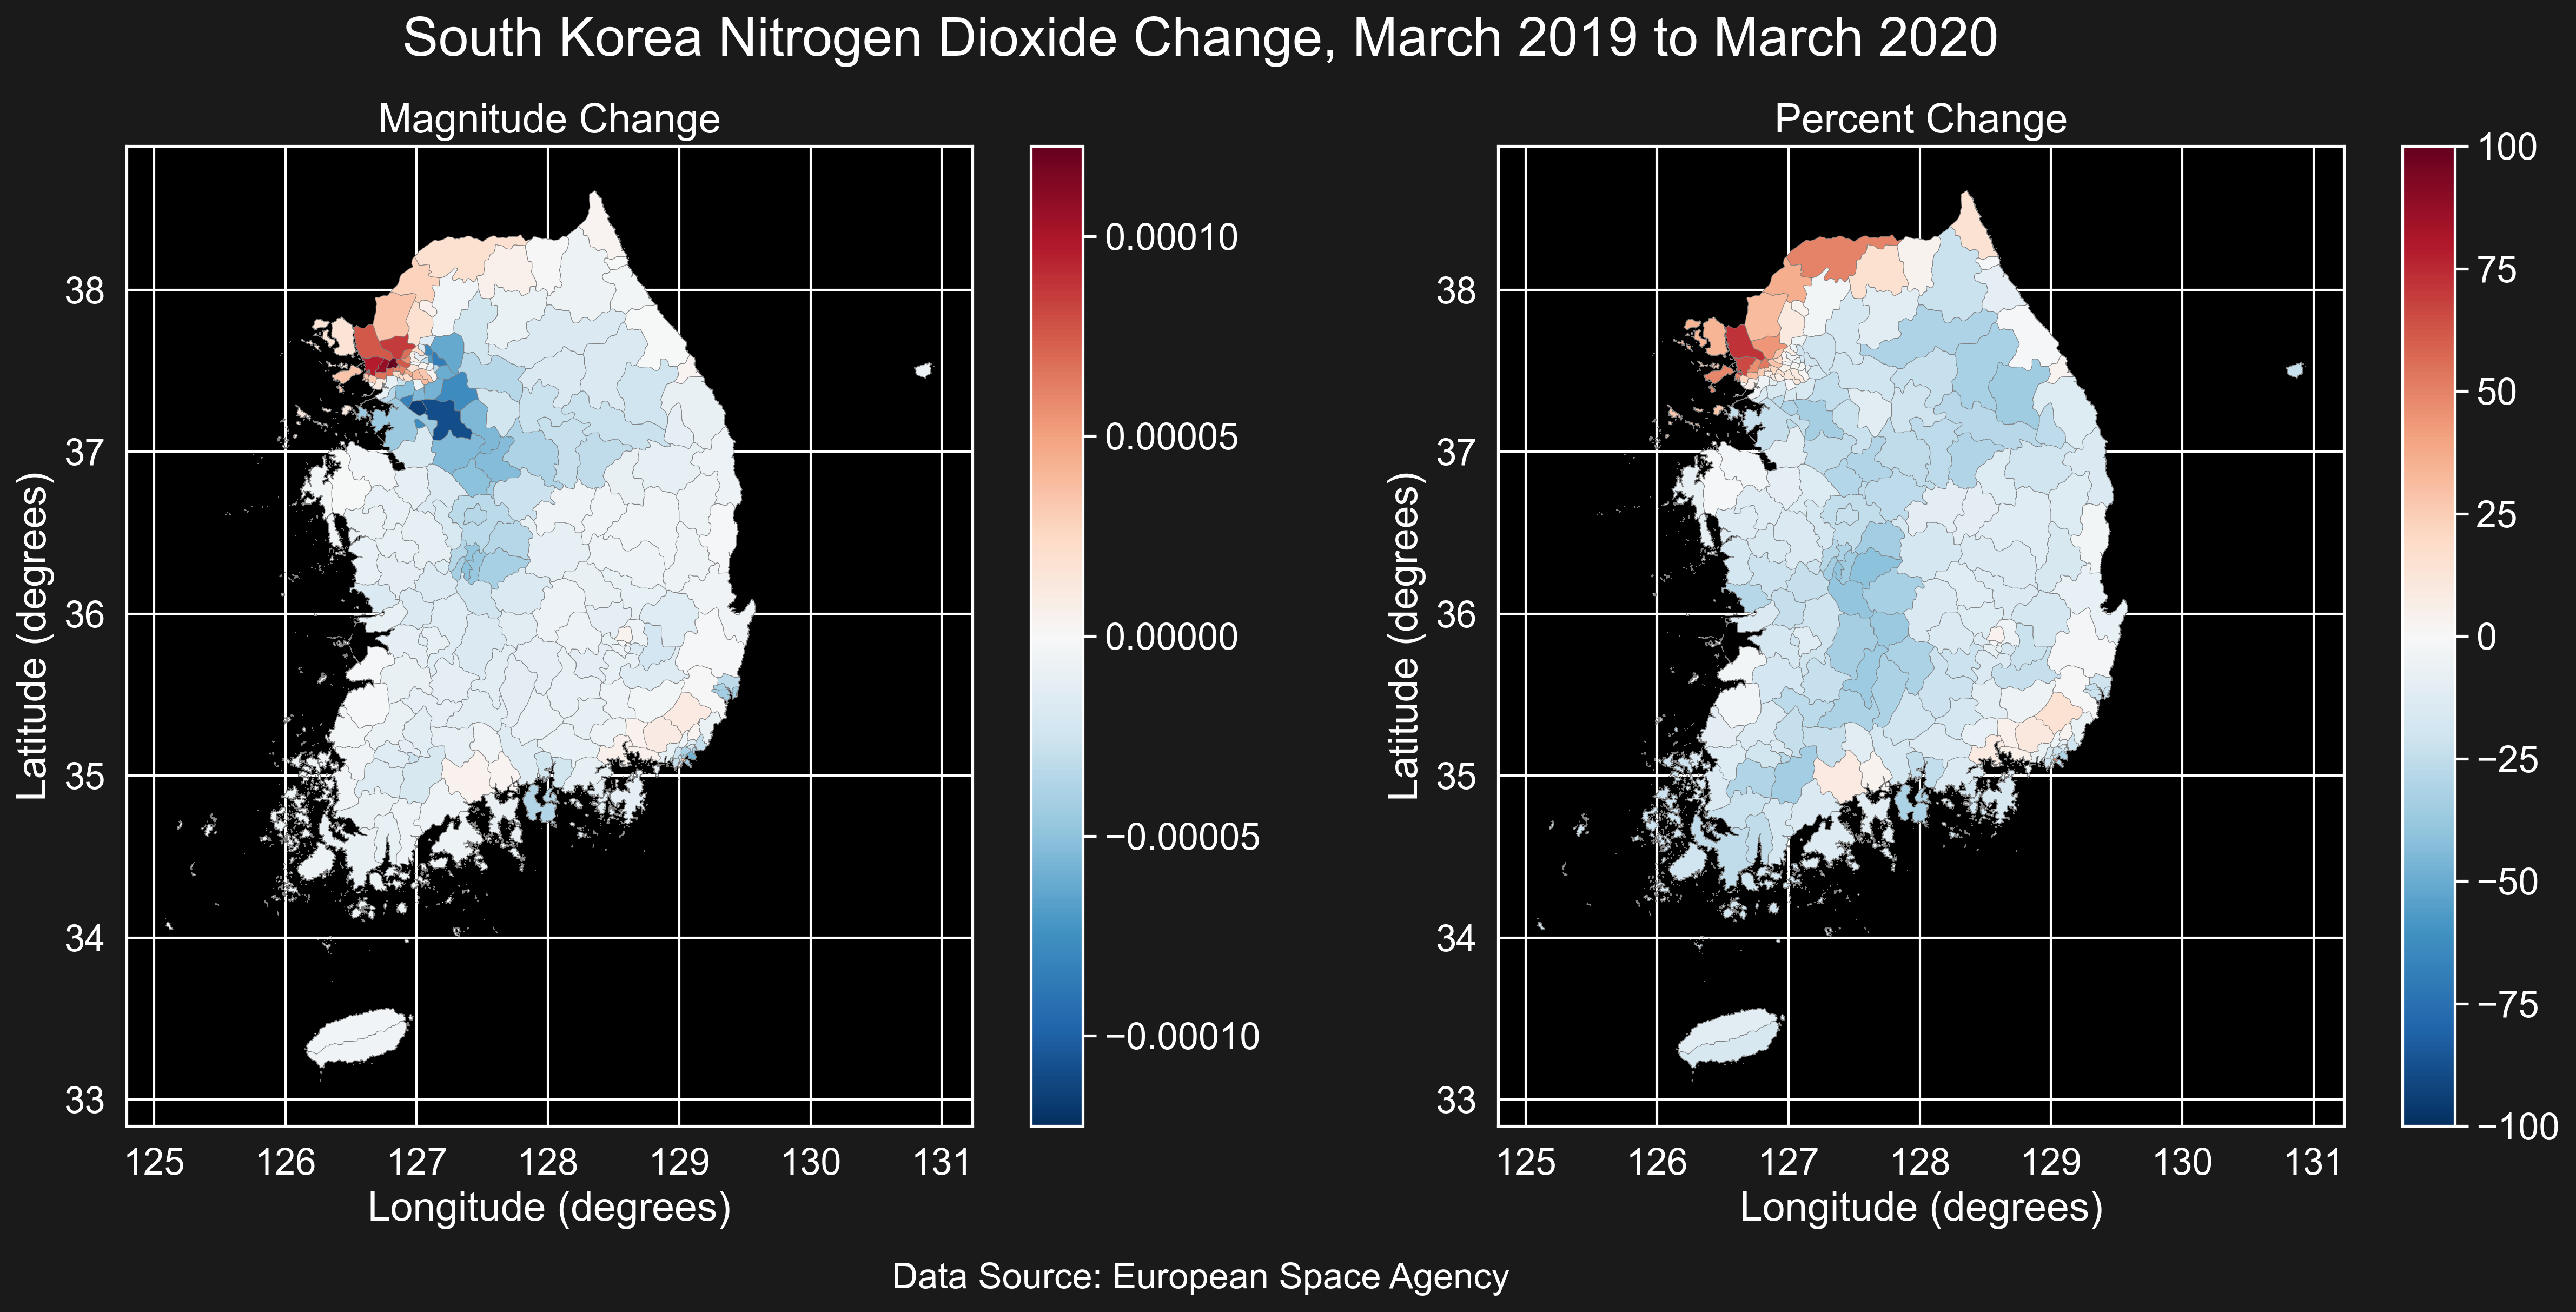 South Korea Nitrogen Dioxide Change, March 2019 to March 2020
Magnitude Change
Latitude (degrees)
38
37
36
35
34
33
125 126 127 128 129 130 131
Longitude (degrees)
0.00010
0.00005
0.00000
−0.00005
−0.00010
Percent Change
Latitude (degrees)
38
37
36
35
34
33
125 126 127 128 129 130 131
Longitude (degrees)
100
75
50
25
0
−25
−50
−75
−100
Data Source: European Space Agency